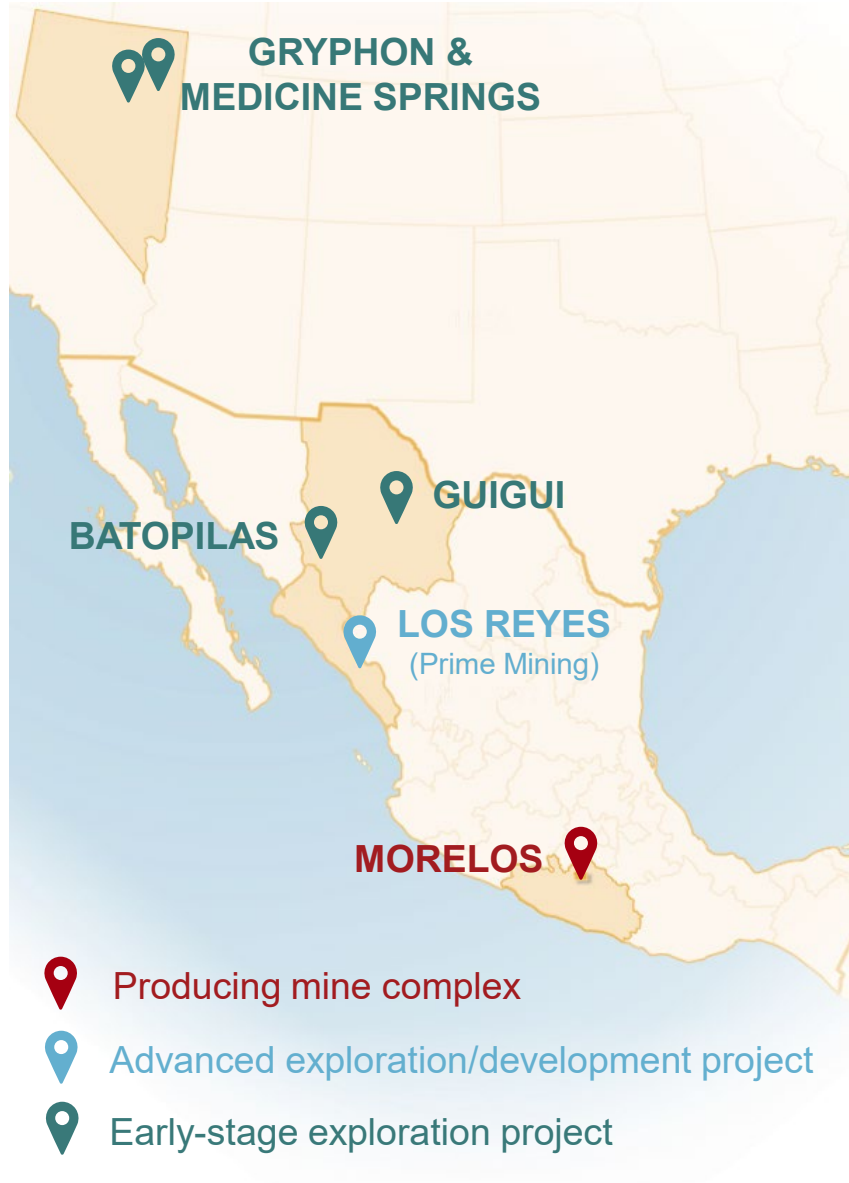 GRYPHON &
MEDICINE SPRINGS
GUIGUI
BATOPILAS
LOS REYES
(Prime Mining)
MORELOS
Producing mine complex
Advanced exploration/development project
Early-stage exploration project